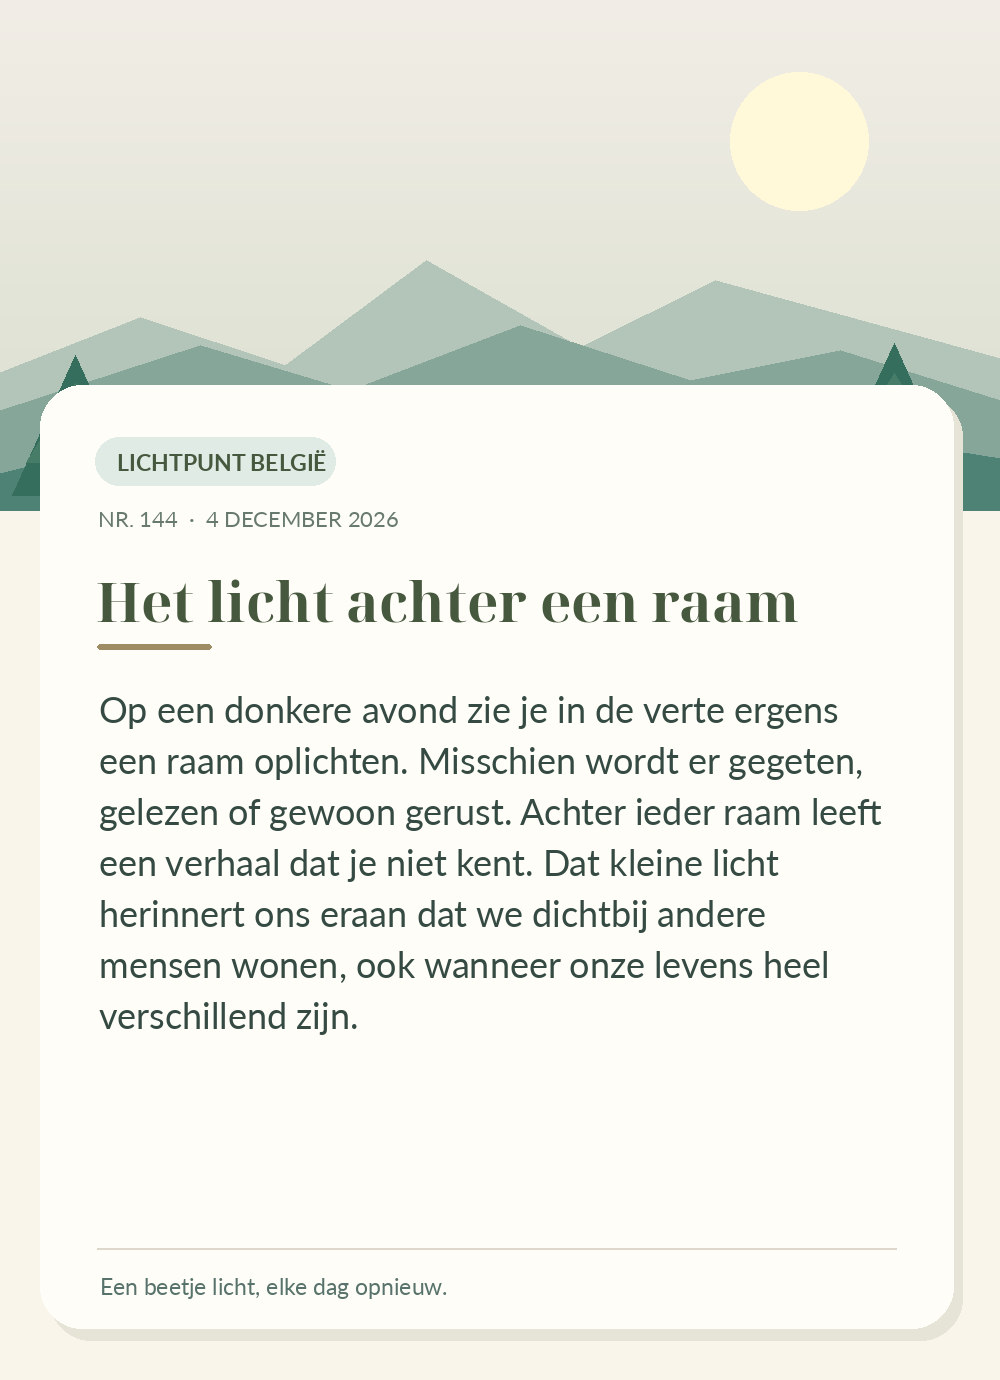 LICHTPUNT BELGIË
NR. 144 · 4 DECEMBER 2026
Het licht achter een raam
Op een donkere avond zie je in de verte ergens
een raam oplichten. Misschien wordt er gegeten,
gelezen of gewoon gerust. Achter ieder raam leeft
een verhaal dat je niet kent. Dat kleine licht
herinnert ons eraan dat we dichtbij andere
mensen wonen, ook wanneer onze levens heel
verschillend zijn.
Een beetje licht, elke dag opnieuw.